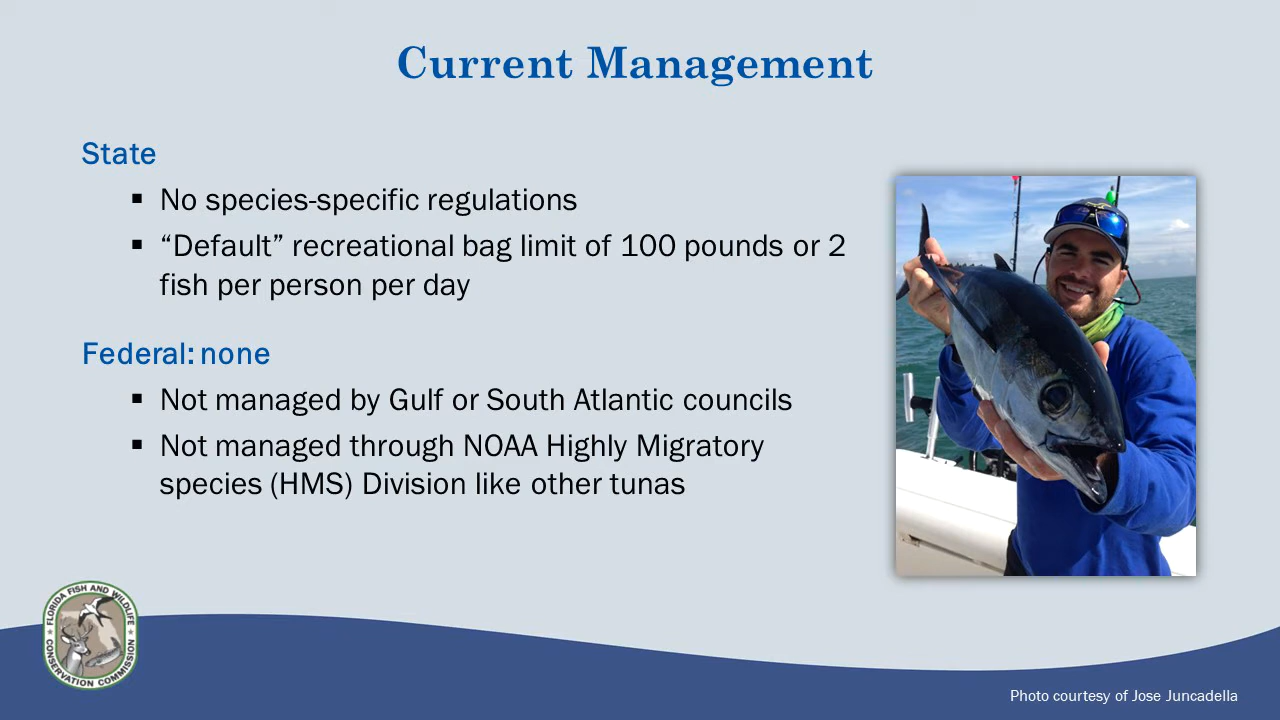 Current Management
State
▪ No species-specific regulations
▪ “Default” recreational bag limit of 100 pounds or 2
fish per person per day
Federal: none
▪ Not managed by Gulf or South Atlantic councils
▪ Not managed through NOAA Highly Migratory
species (HMS) Division like other tunas
FLORIDA FISH AND WILDLIFE
CONSERVATION COMMISSION
Photo courtesy of Jose Juncadella